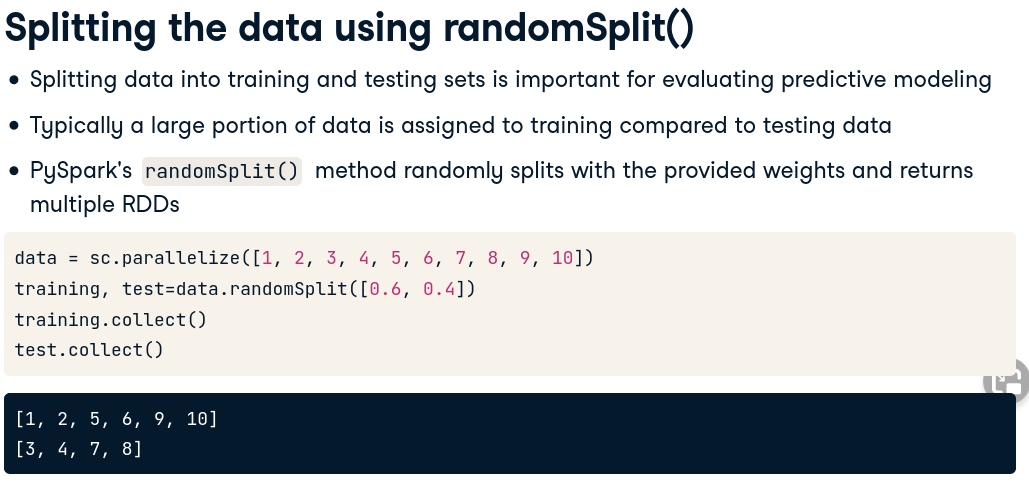 Splitting the data using randomSplit()
• Splitting data into training and testing sets is important for evaluating predictive modeling
• Typically a large portion of data is assigned to training compared to testing data
• PySpark's randomSplit() method randomly splits with the provided weights and returns
multiple RDDs
data = sc.parallelize([1, 2, 3, 4, 5, 6, 7, 8, 9, 10])
training, test=data.randomSplit([0.6, 0.4])
training.collect()
test.collect()
[1, 2, 5, 6, 9, 10]
[3, 4, 7, 8]